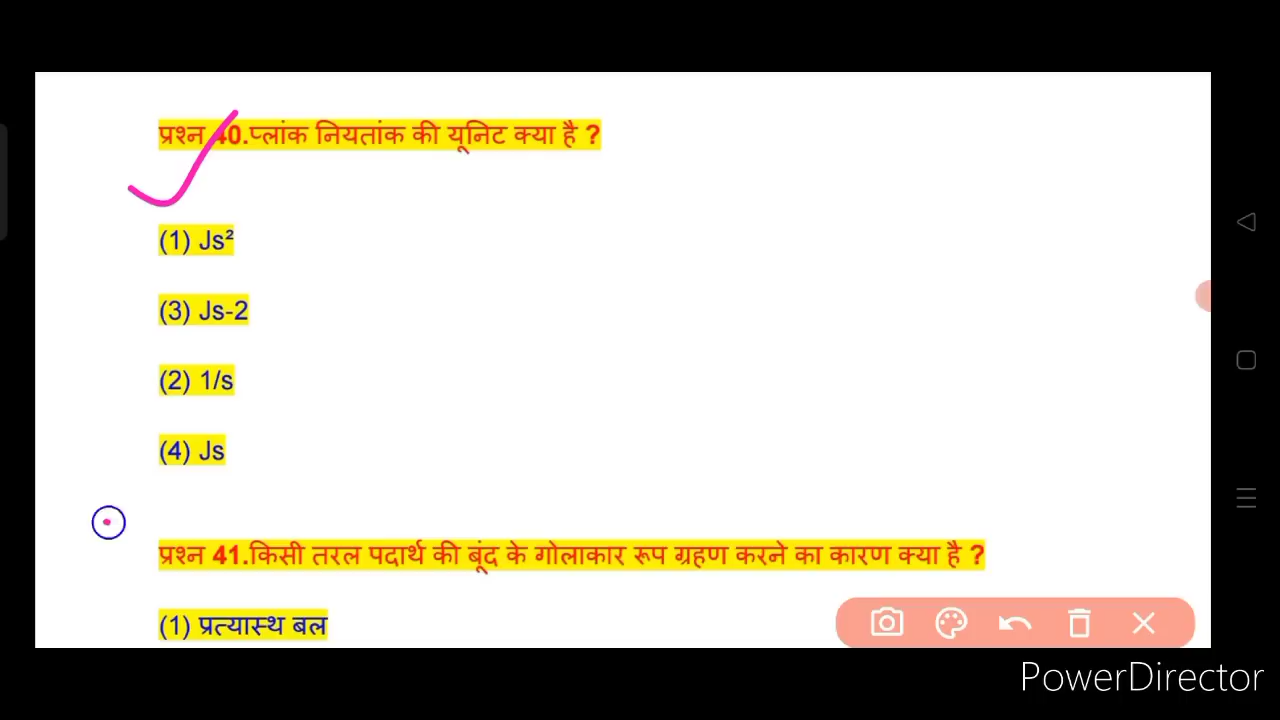 प्रश्न 40.प्लांक नियतांक की यूनिट क्या है ?
(1) Js²
(3) Js-2
(2) 1/s
(4) Js
प्रश्न 41.किसी तरल पदार्थ की बूंद के गोलाकार रूप ग्रहण करने का कारण क्या है ?
(1) प्रत्यास्थ बल
PowerDirector